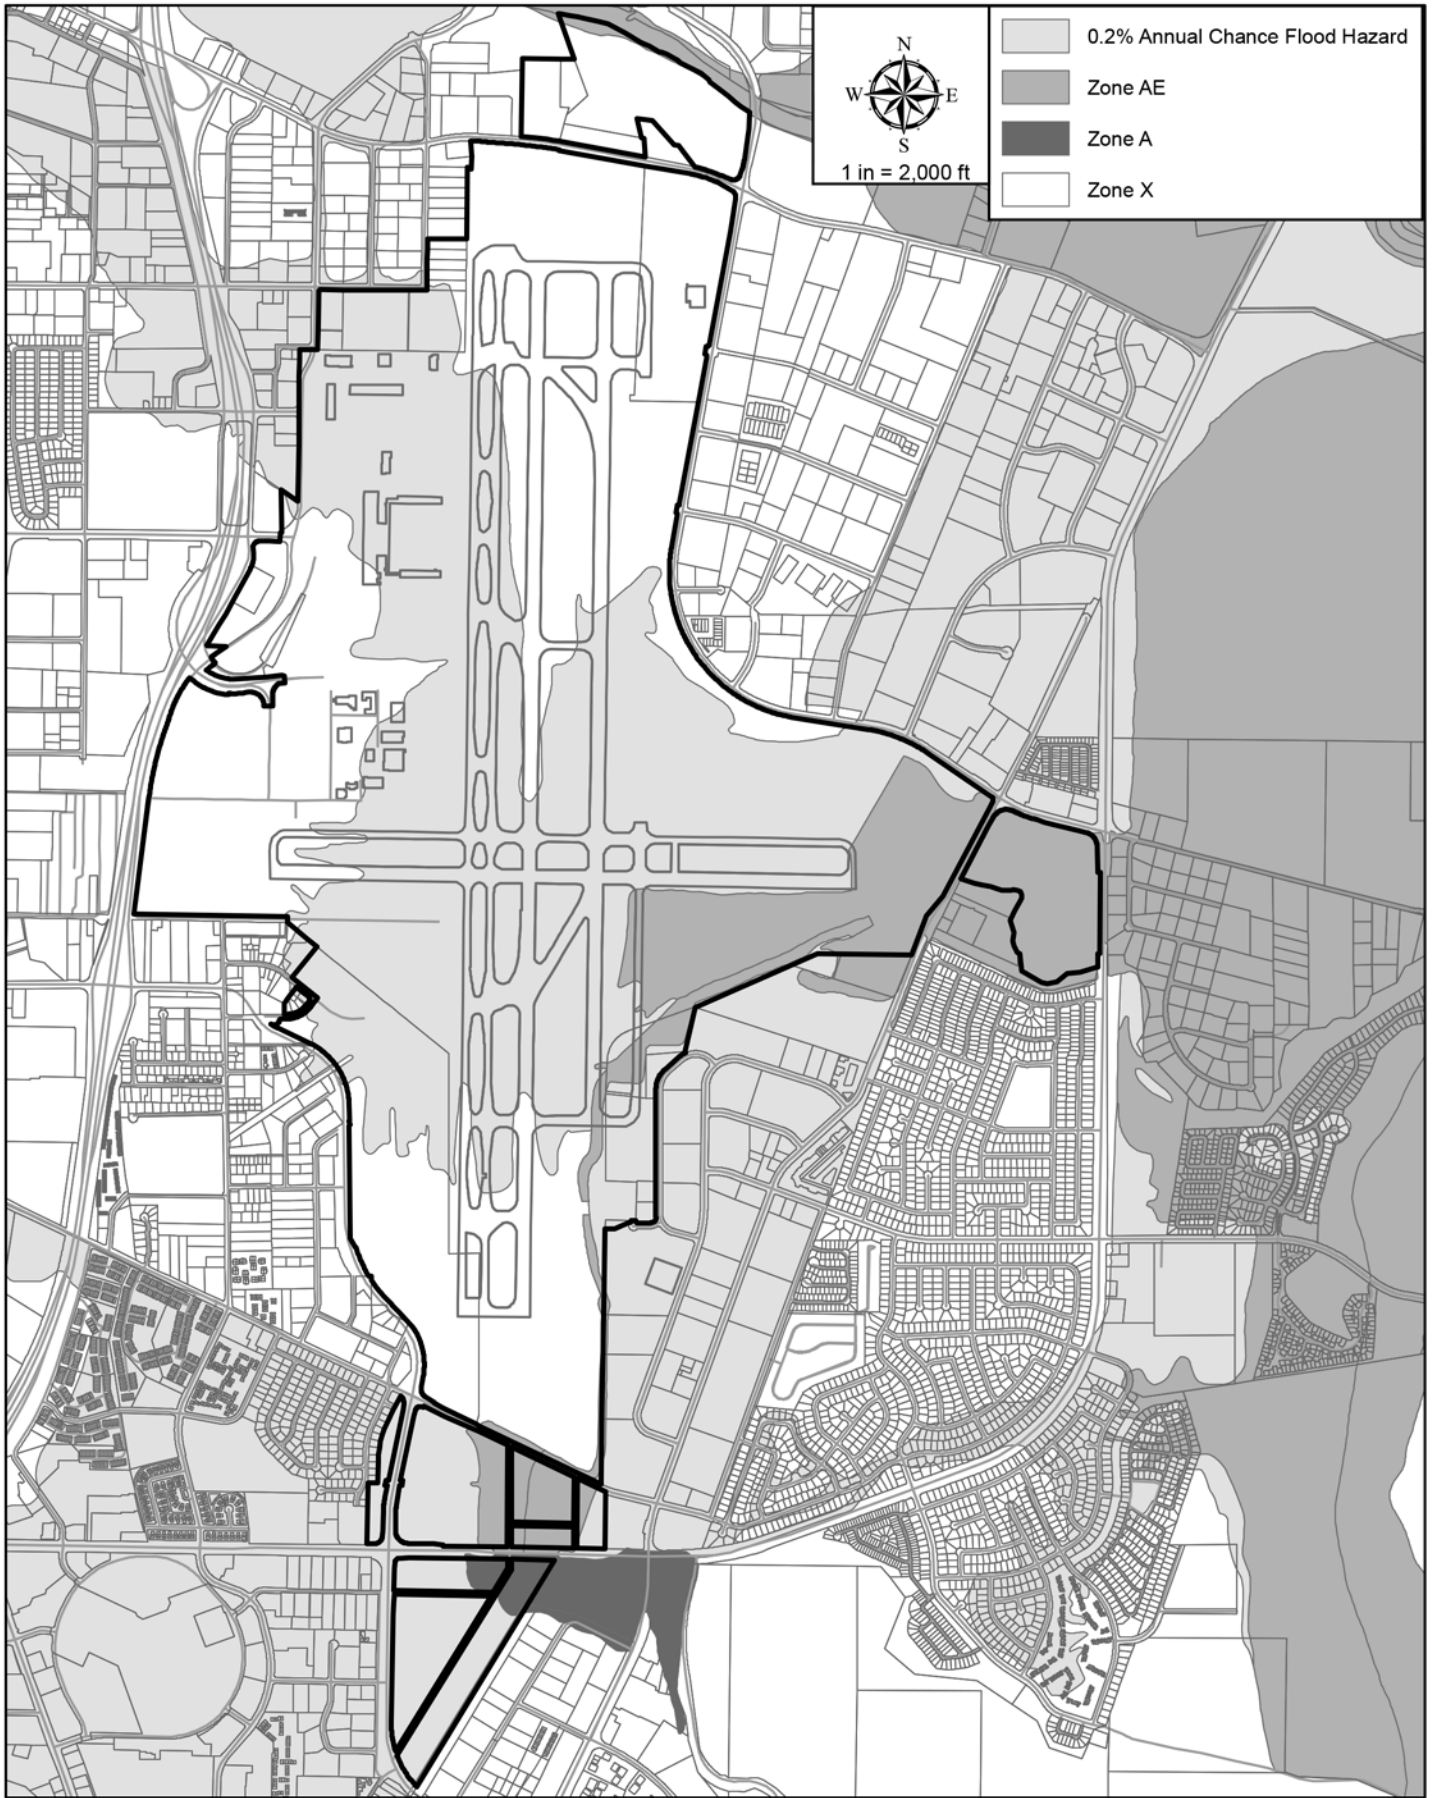 N
W E
S
1 in = 2,000 ft
0.2% Annual Chance Flood Hazard
Zone AE
Zone A
Zone X